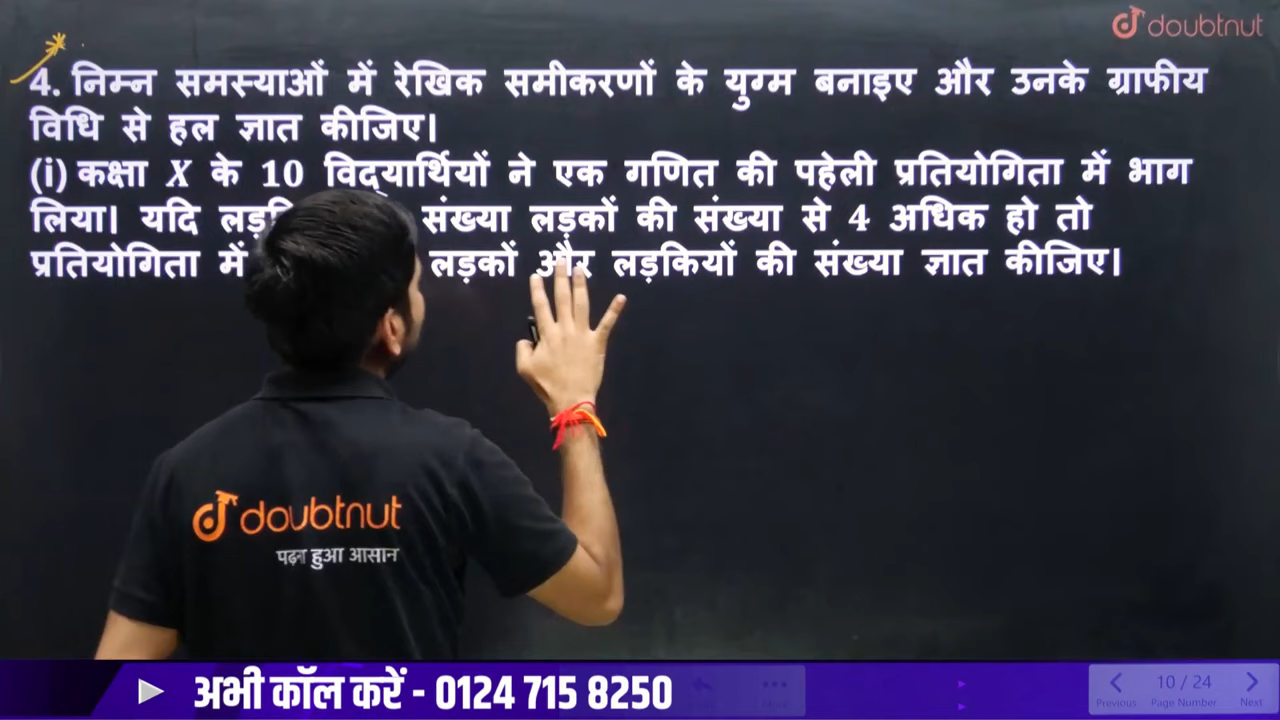 doubtnut
4. निम्न समस्याओं में रेखिक समीकरणों के युग्म बनाइए और उनके ग्राफीय
विधि से हल ज्ञात कीजिए।
(i) कक्षा X के 10 विद्यार्थियों ने एक गणित की पहेली प्रतियोगिता में भाग
लिया। यदि संख्या लड़कों की संख्या से 4 अधिक हो तो
प्रतियोगिता में लड़कों और लड़कियों की संख्या ज्ञात कीजिए।
doubtnut
पढ़ना हुआ आसान
अभी कॉल करें - 0124 715 8250
10 / 24
Previous Page Number Next